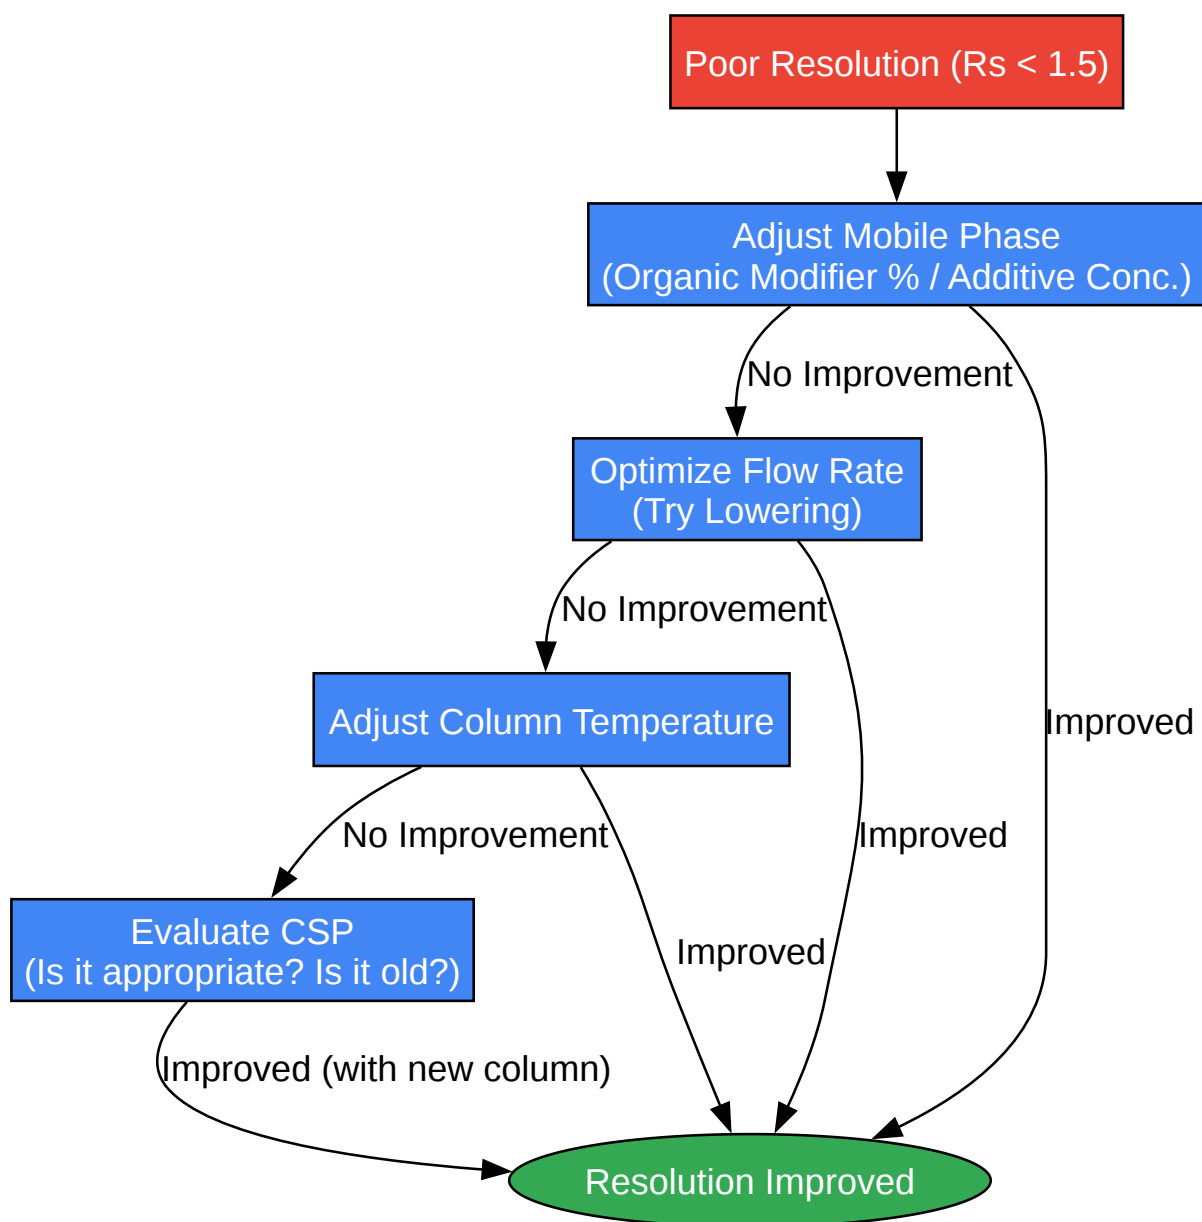 Poor Resolution (Rs < 1.5)
Adjust Mobile Phase
(Organic Modifier % / Additive Conc.)
No Improvement
Optimize Flow Rate
(Try Lowering)
No Improvement
Adjust Column Temperature
Improved
No Improvement
Improved
Evaluate CSP
(Is it appropriate? Is it old?)
Improved
Improved (with new column)
Resolution Improved